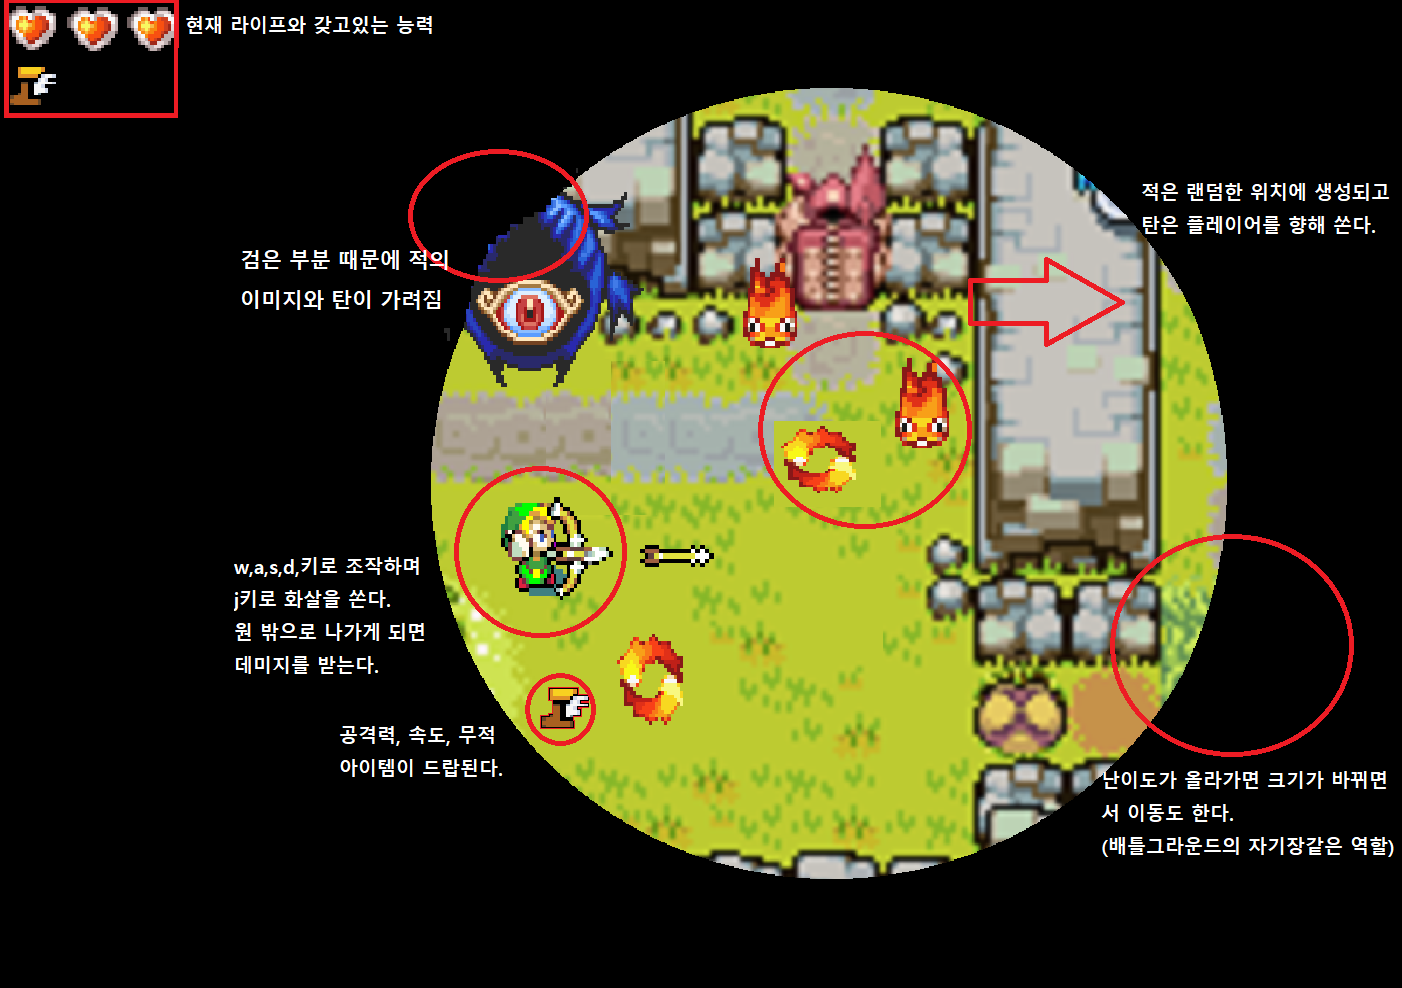 현재 라이프와 갖고있는 능력
적은 랜덤한 위치에 생성되고
탄은 플레이어를 향해 쏜다.
검은 부분 때문에 적의
이미지와 탄이 가려짐
w,a,s,d,키로 조작하며
j키로 화살을 쏜다.
원 밖으로 나가게 되면
데미지를 받는다.
공격력, 속도, 무적
아이템이 드랍된다.
난이도가 올라가면 크기가 바뀌면
서 이동도 한다.
(배틀그라운드의 자기장같은 역할)